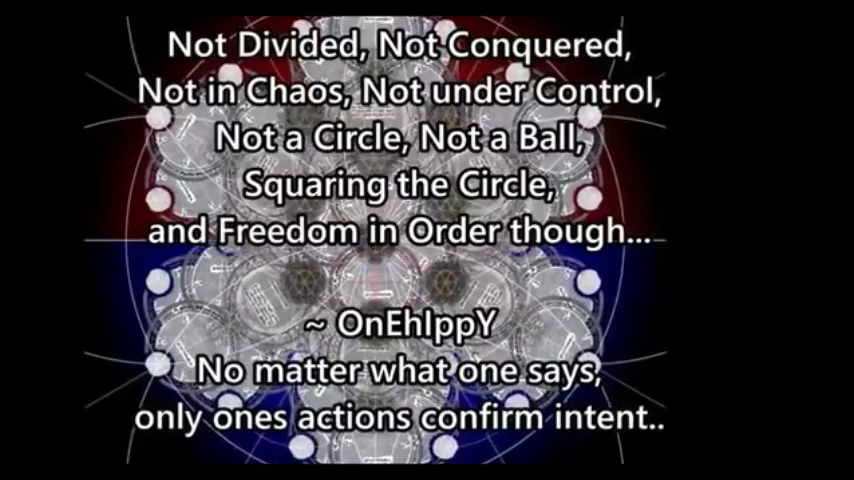 Not Divided, Not Conquered,
Not in Chaos, Not under Control,
Not a Circle, Not a Ball,
Squaring the Circle,
and Freedom in Order though...
~ OnEhIppY
No matter what one says,
only ones actions confirm intent..